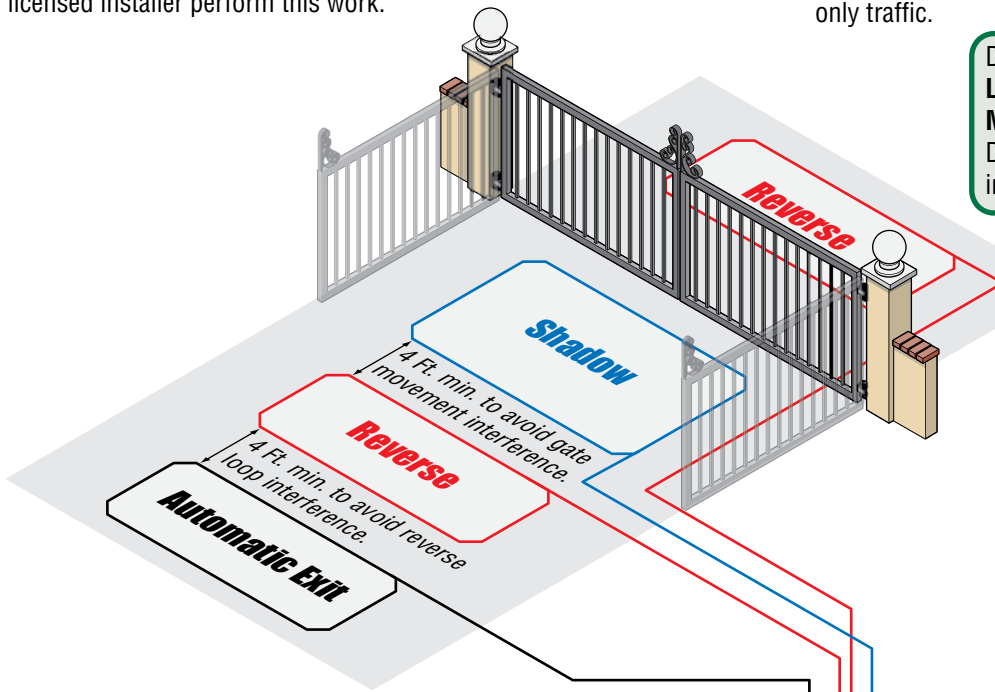 licensed installer perform this work.
only traffic.
Reverse
Shadow
4 Ft. min. to avoid gate
movement interference.
Reverse
4 Ft. min. to avoid reverse
loop interference.
Automatic Exit